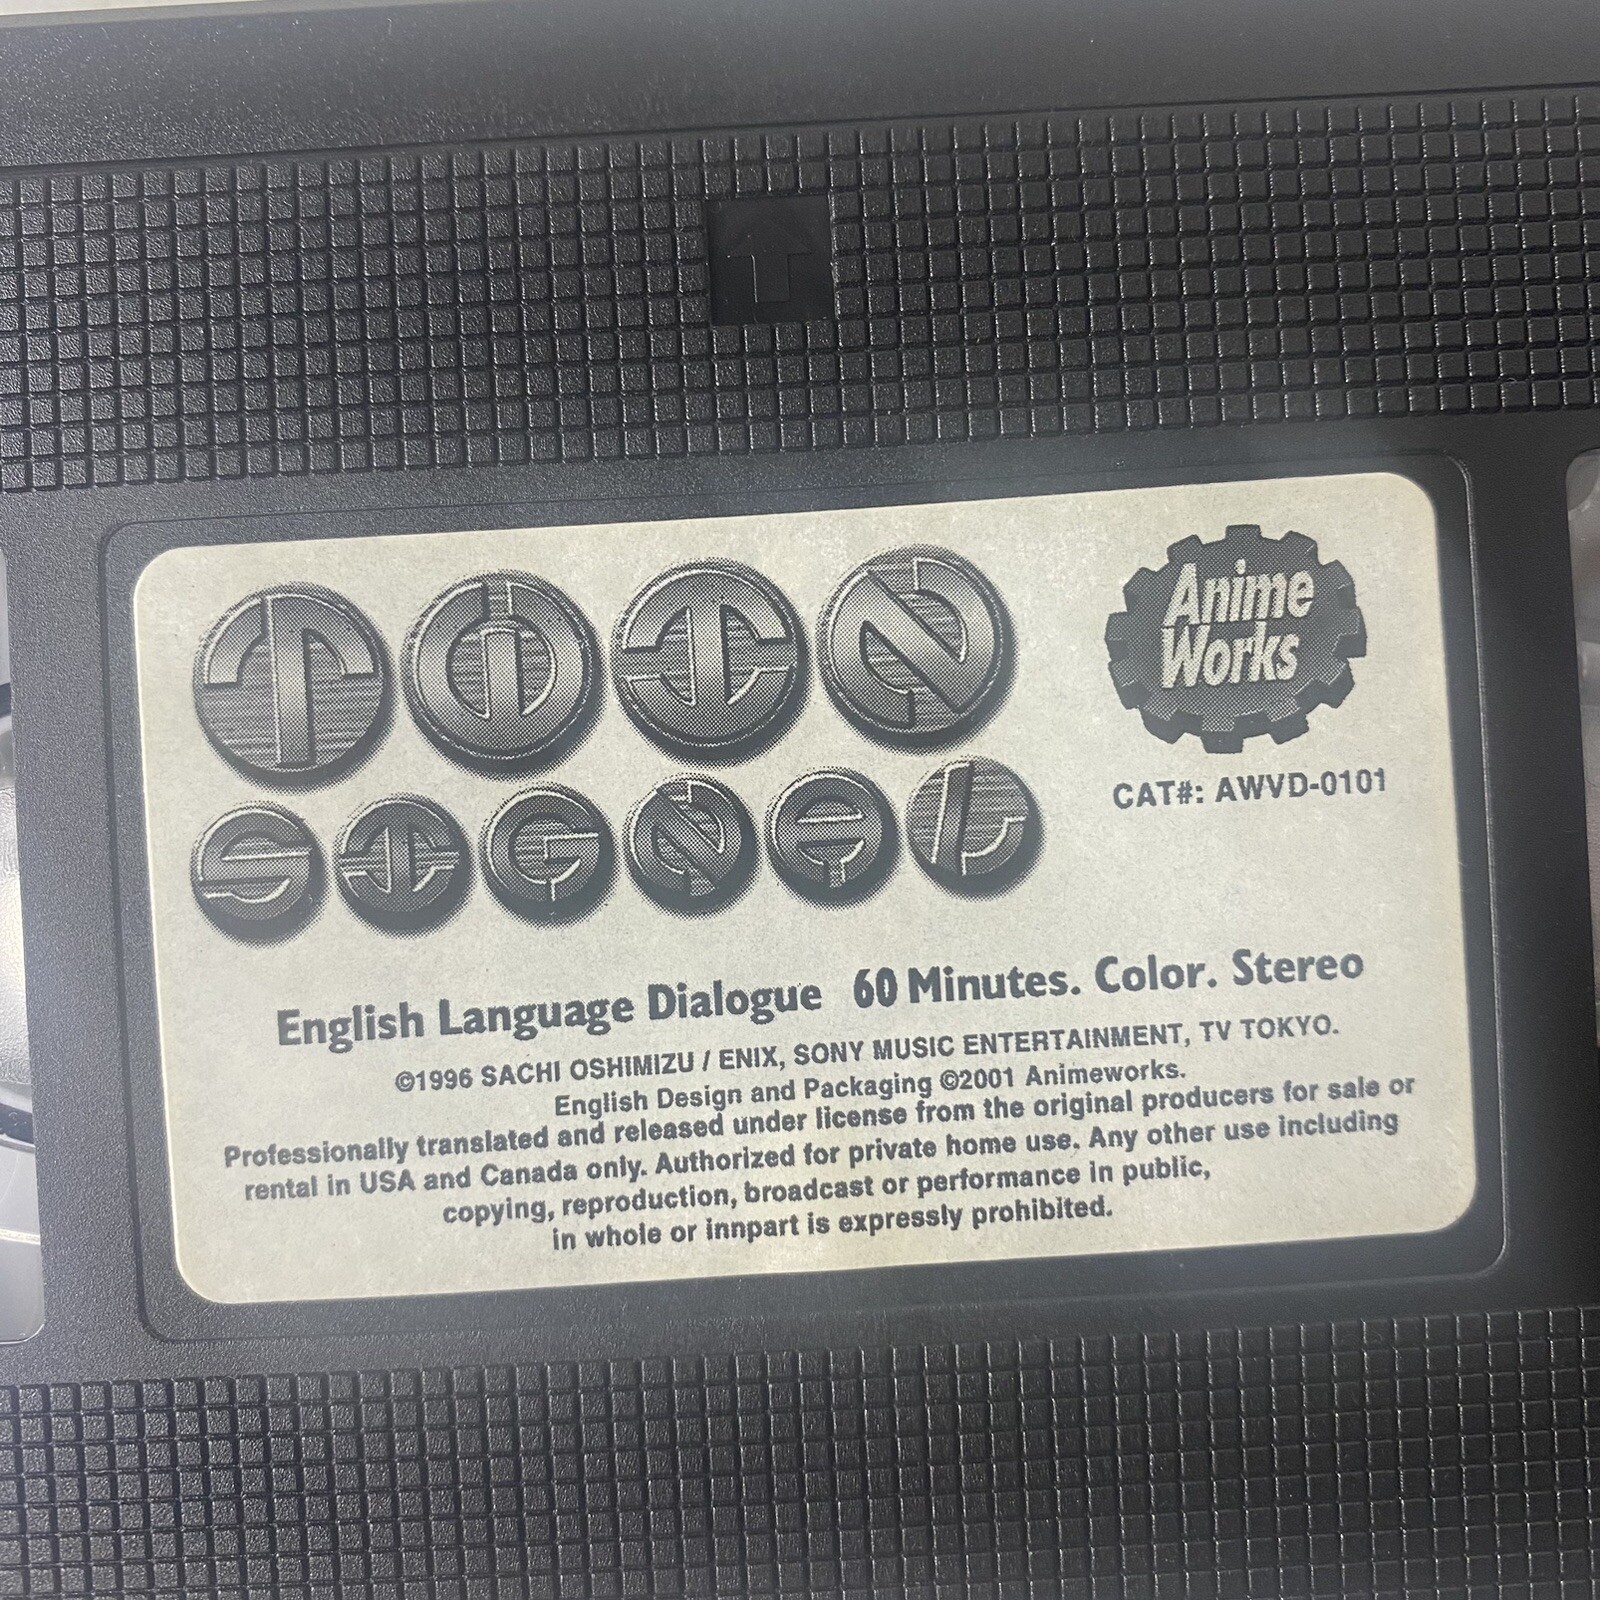 TWIN
SIGNAL
Anime
Works
CAT#: AWVD-0101
English Language Dialogue 60 Minutes. Color. Stereo
©1996 SACHI OSHIMIZU / ENIX, SONY MUSIC ENTERTAINMENT, TV TOKYO.
English Design and Packaging ©2001 Animeworks.
Professionally translated and released under license from the original producers for sale or
rental in USA and Canada only. Authorized for private home use. Any other use including
copying, reproduction, broadcast or performance in public,
in whole or innpart is expressly prohibited.